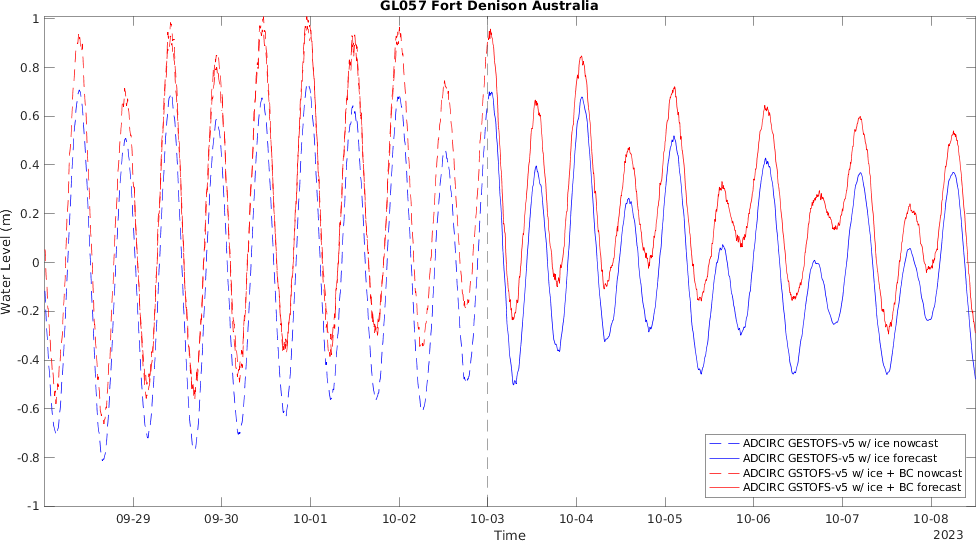 GL057 Fort Denison Australia
1
0.8
0.6
0.4
0.2
0
-0.2
-0.4
-0.6
-0.8
-1
Water Level (m)
09-29 09-30 10-01 10-02 10-03 10-04 10-05 10-06 10-07 10-08
Time
2023
ADCIRC GESTOFS-v5 w/ ice nowcast
ADCIRC GESTOFS-v5 w/ ice forecast
ADCIRC GSTOFS-v5 w/ ice + BC nowcast
ADCIRC GSTOFS-v5 w/ ice + BC forecast